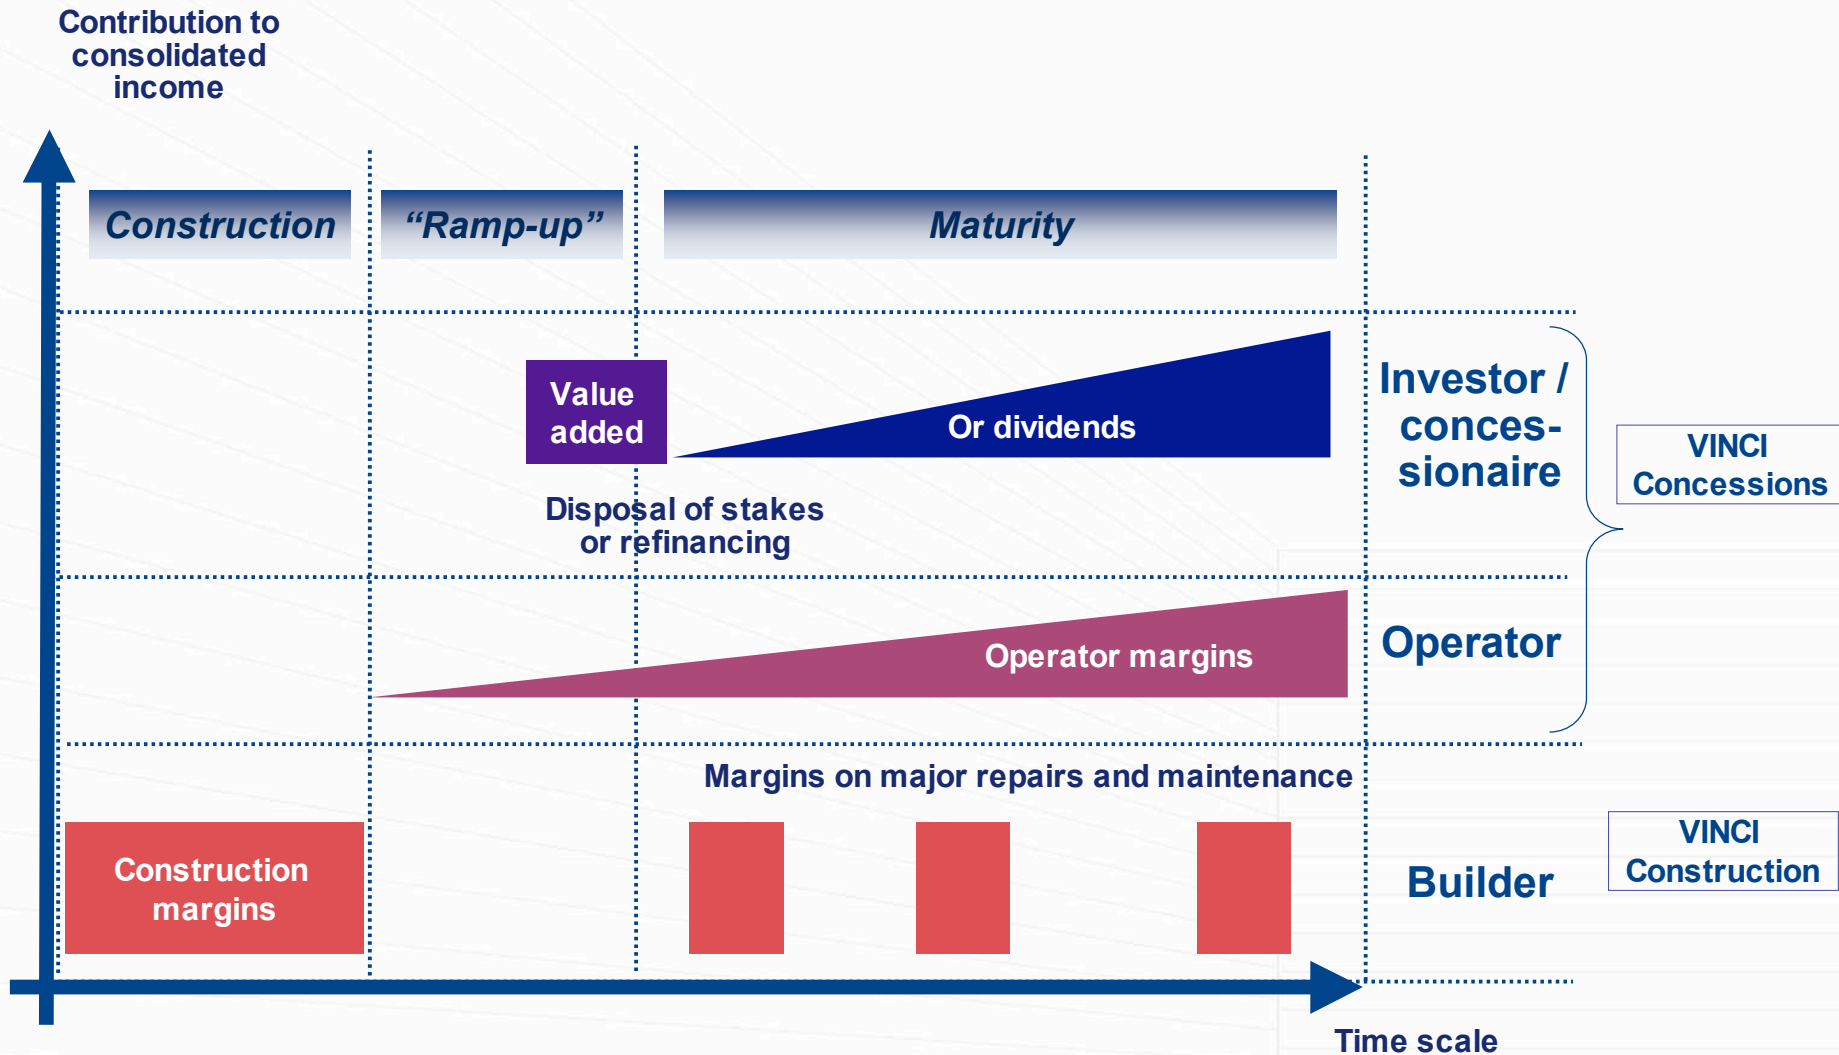 Contribution to
consolidated
income
Construction
“Ramp-up”
Maturity
Value
added
Or dividends
Investor /
conces-
sionaire
VINCI
Concessions
Disposal of stakes
or refinancing
Operator margins
Operator
Margins on major repairs and maintenance
Construction
margins
Builder
VINCI
Construction
Time scale